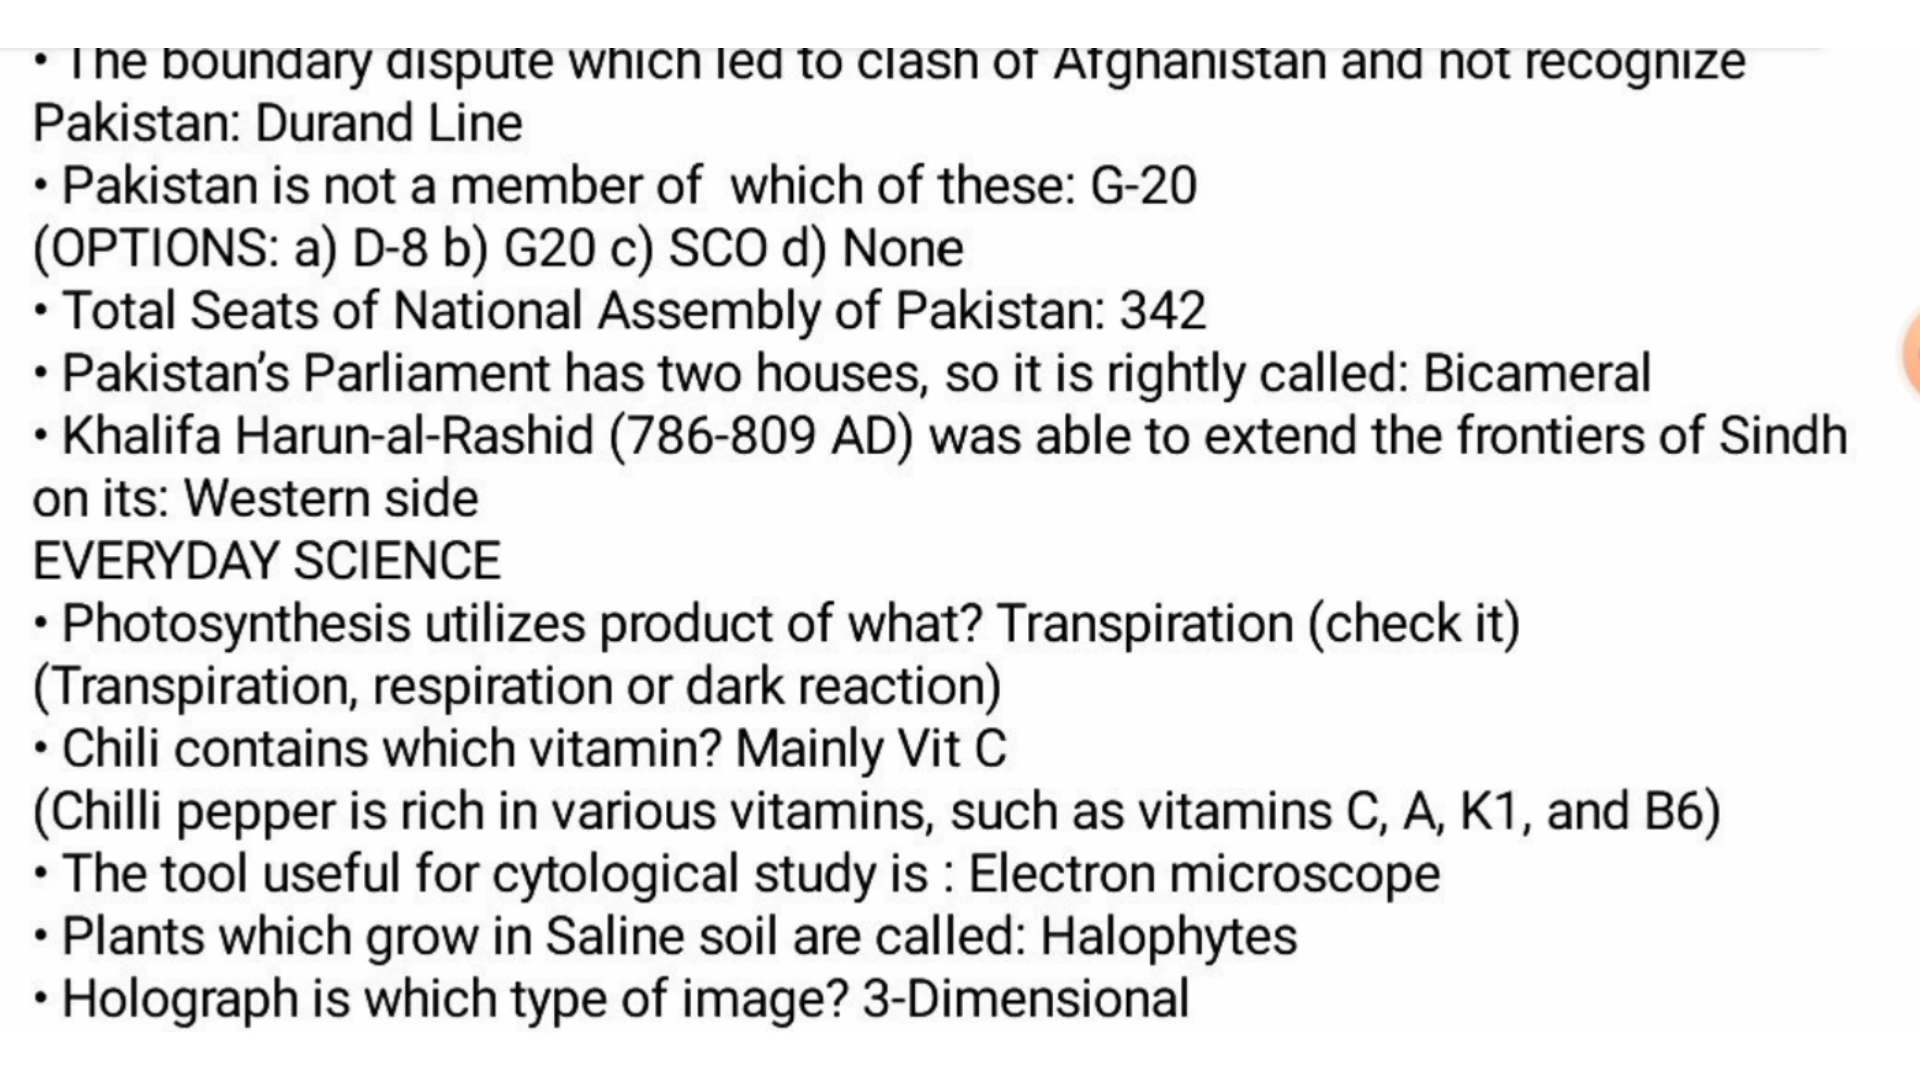 • The boundary dispute which led to clash of Afghanistan and not recognize
Pakistan: Durand Line
• Pakistan is not a member of  which of these: G-20
(OPTIONS: a) D-8 b) G20 c) SCO d) None
• Total Seats of National Assembly of Pakistan: 342
• Pakistan's Parliament has two houses, so it is rightly called: Bicameral
• Khalifa Harun-al-Rashid (786-809 AD) was able to extend the frontiers of Sindh
on its: Western side
EVERYDAY SCIENCE
• Photosynthesis utilizes product of what? Transpiration (check it)
(Transpiration, respiration or dark reaction)
• Chili contains which vitamin? Mainly Vit C
(Chilli pepper is rich in various vitamins, such as vitamins C, A, K1, and B6)
• The tool useful for cytological study is : Electron microscope
• Plants which grow in Saline soil are called: Halophytes
• Holograph is which type of image? 3-Dimensional